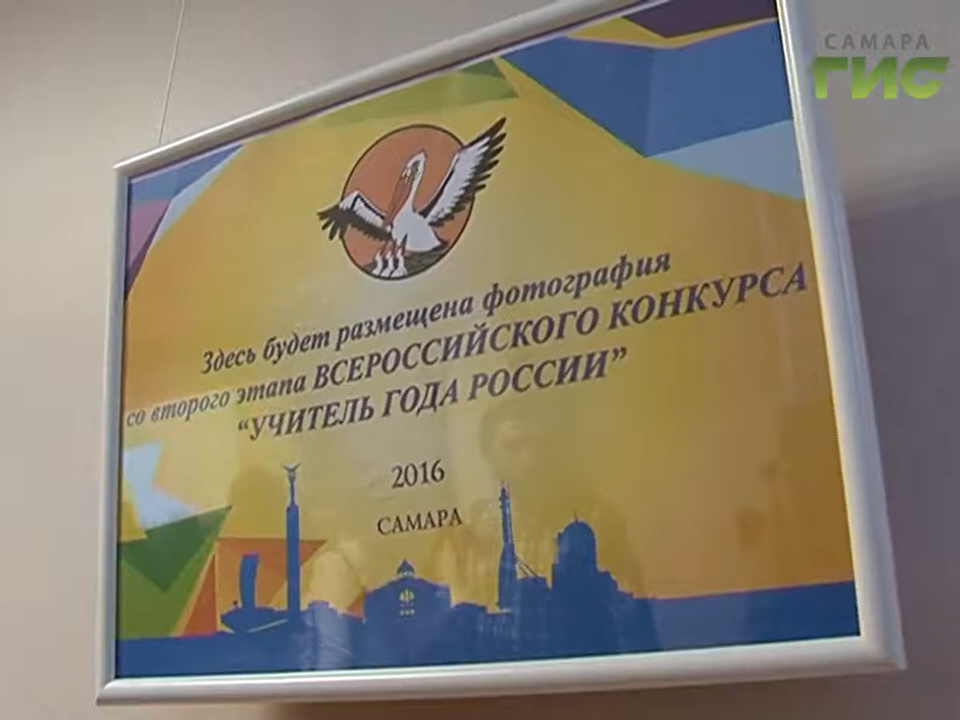 САМАРА
ГИС
Здесь будет размещена фотография
со второго этапа ВСЕРОССИЙСКОГО КОНКУРСА
“УЧИТЕЛЬ ГОДА РОССИИ”
2016
САМАРА